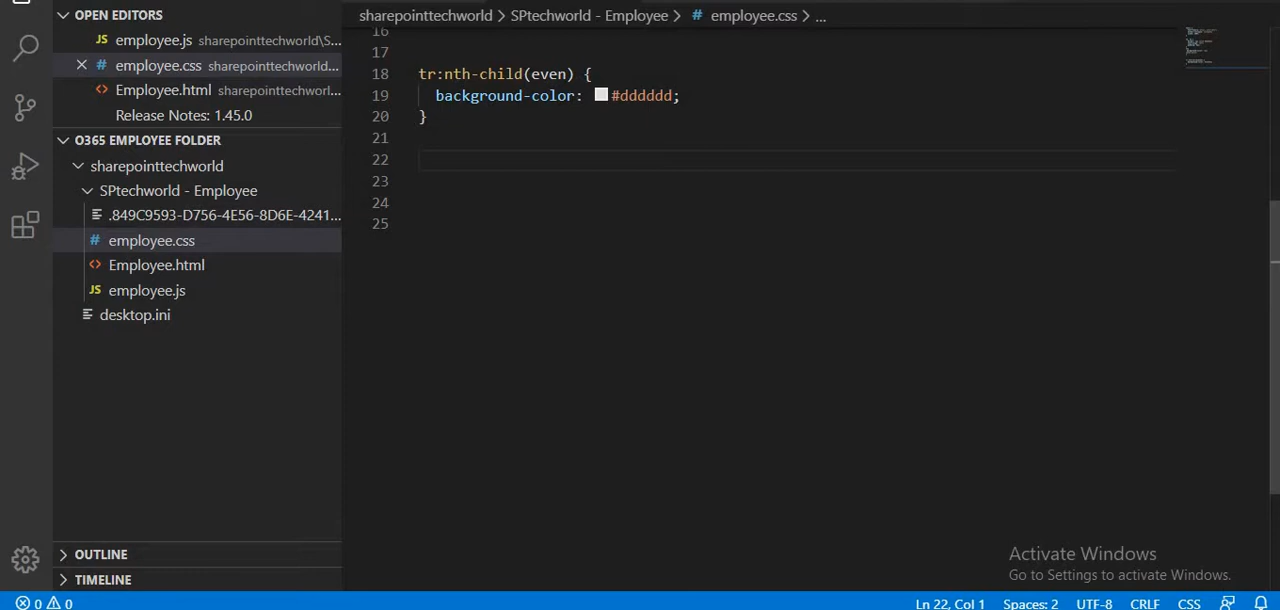 OPEN EDITORS
JS employee.js sharepointtechworld\S...
# employee.css sharepointtechworld...
<> Employee.html sharepointtechworl...
Release Notes: 1.45.0
O365 EMPLOYEE FOLDER
sharepointtechworld
SPtechworld - Employee
.849C9593-D756-4E56-8D6E-4241...
# employee.css
<> Employee.html
JS employee.js
desktop.ini
OUTLINE
TIMELINE
sharepointtechworld > SPtechworld - Employee > # employee.css > ...
16
17
18 tr:nth-child(even) {
19 background-color: #dddddd;
20 }
21
22
23
24
25
Activate Windows
Go to Settings to activate Windows.
0 0 Ln 22, Col 1 Spaces: 2 UTF-8 CRLF CSS